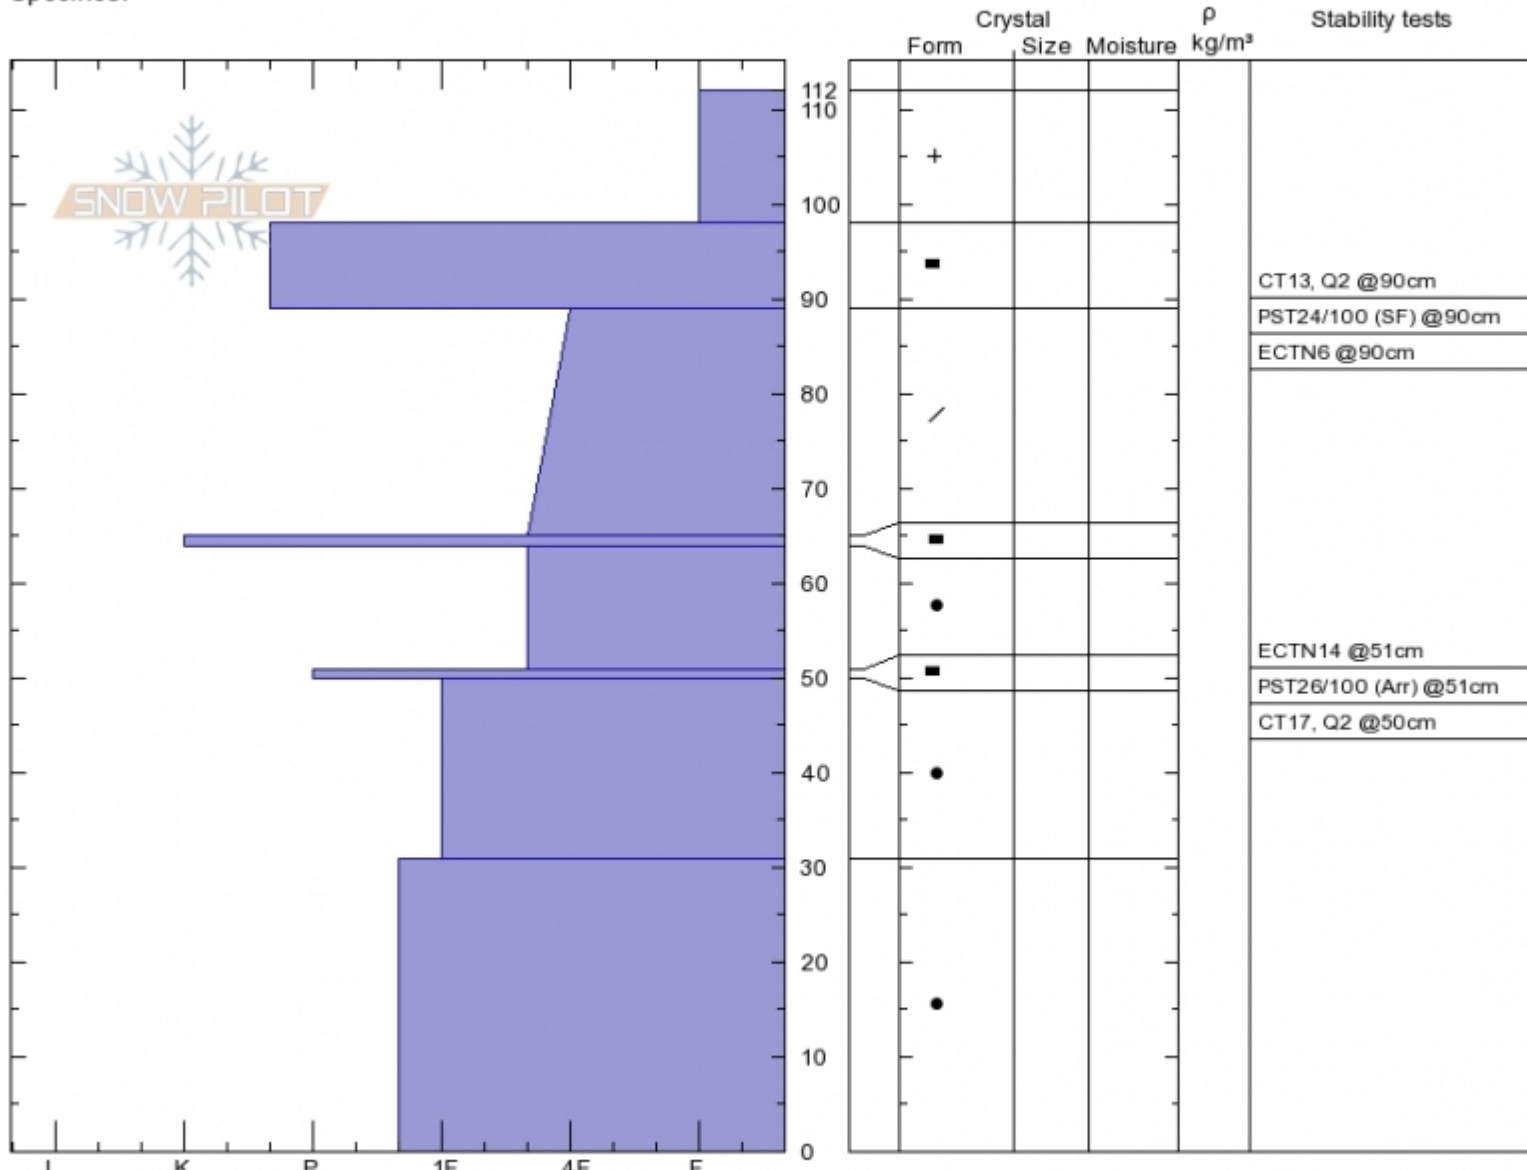 Crystal
ρ
Stability tests
Form
Size
Moisture
kg/m³
112
110
SNOW PILOT
100
CT13, Q2 @90cm
90
PST24/100 (SF) @90cm
ECTN6 @90cm
80
70
60
ECTN14 @51cm
50
PST26/100 (Arr) @51cm
CT17, Q2 @50cm
40
30
20
10
0
I K P 1F 4F F